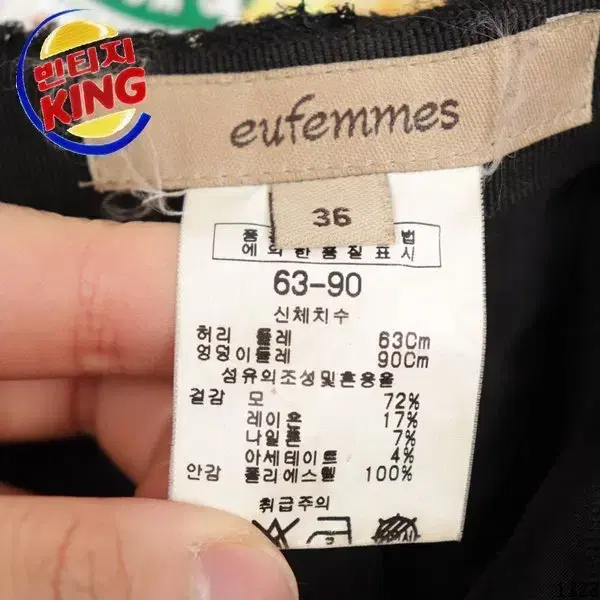 빈티지
KING
eufemmes
36
품 법
에 의 한 품 질 표 시
63-90
신체치수
허리 둘레 63Cm
엉덩이둘레 90Cm
섬유의조성및혼용율
겉감 모 72%
레이온 17%
나일론 7%
아세테이트 4%
안감 폴리에스텔 100%
취급주의